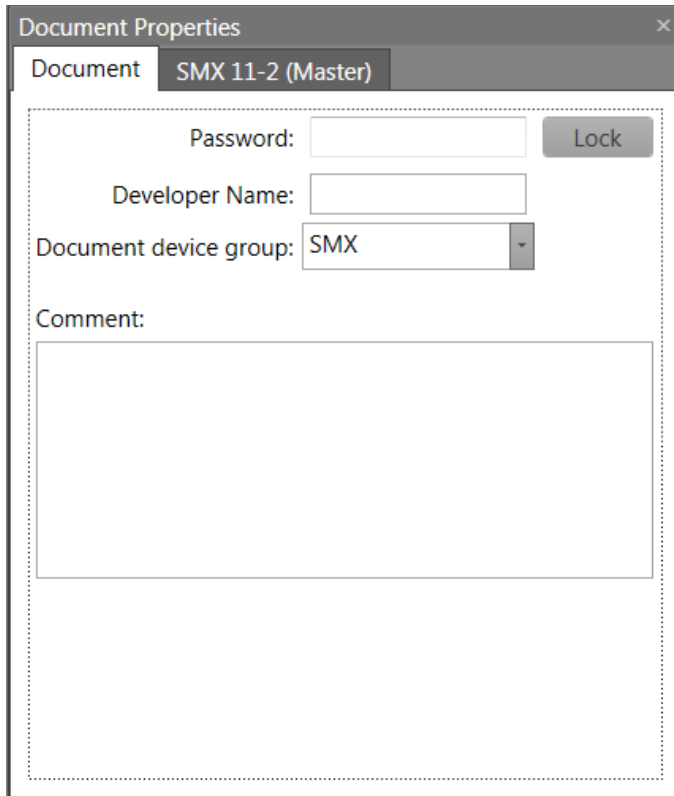 Document Properties
Document
SMX 11-2 (Master)
Password:
Lock
Developer Name:
Document device group:
SMX
Comment: